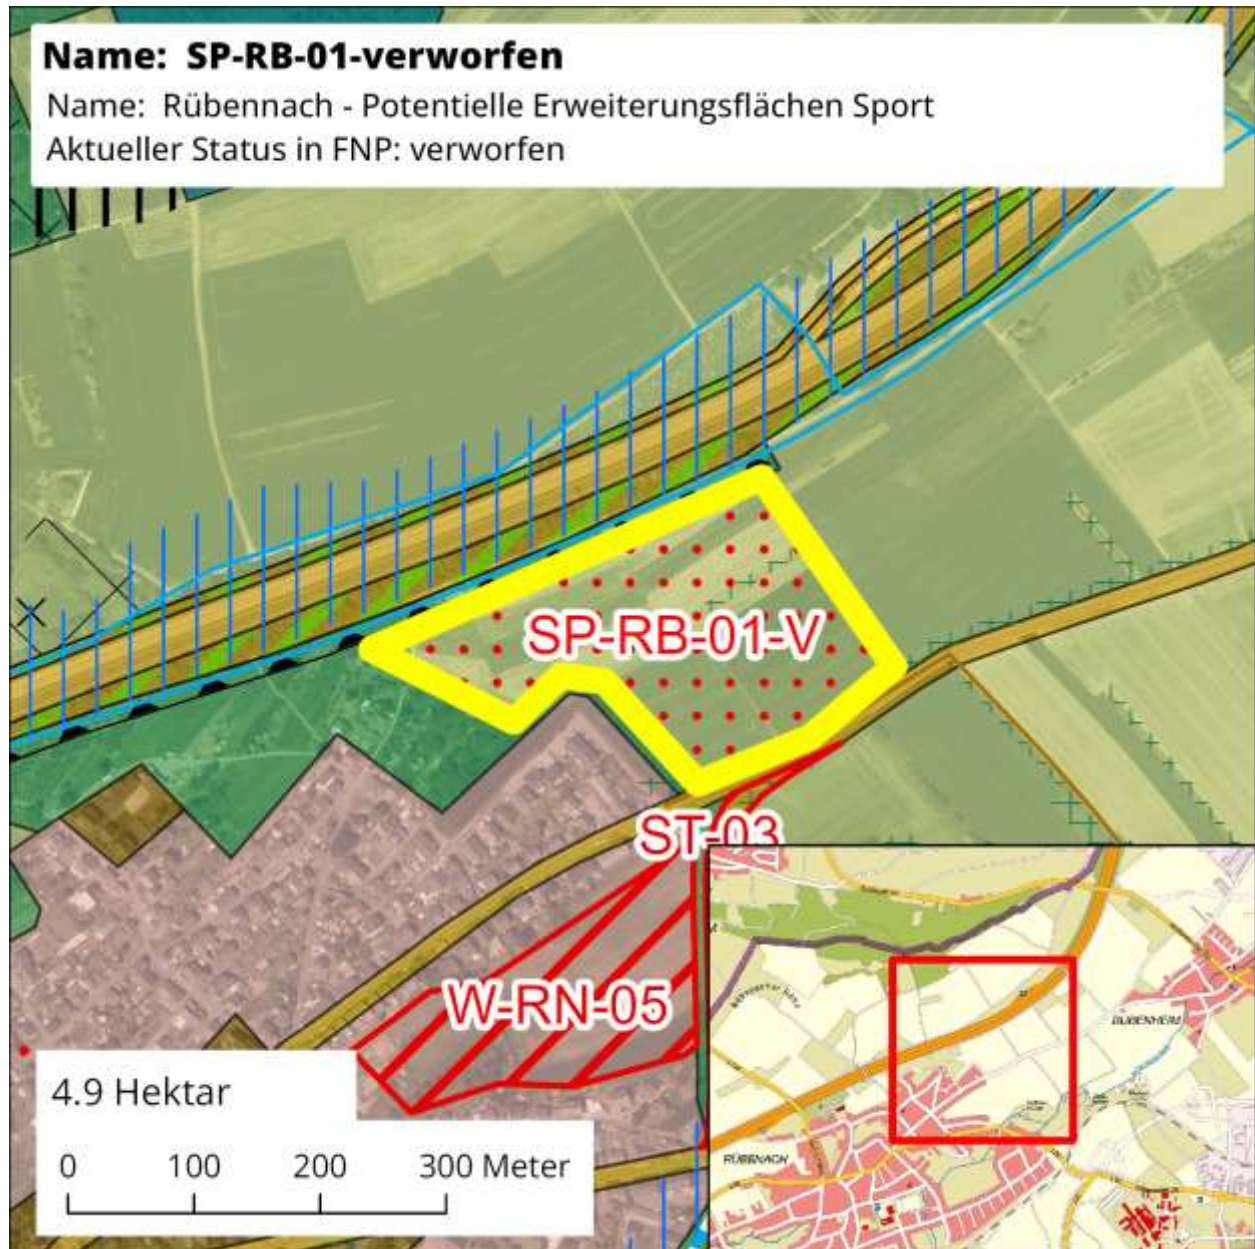 Name: SP-RB-01-verworfen
Name: Rübennach - Potentielle Erweiterungsflächen Sport
Aktueller Status in FNP: verworfen
SP-RB-01-V
ST-03
W-RN-05
BUBENHEIM
RÜBENACH
4.9 Hektar
0 100 200 300 Meter